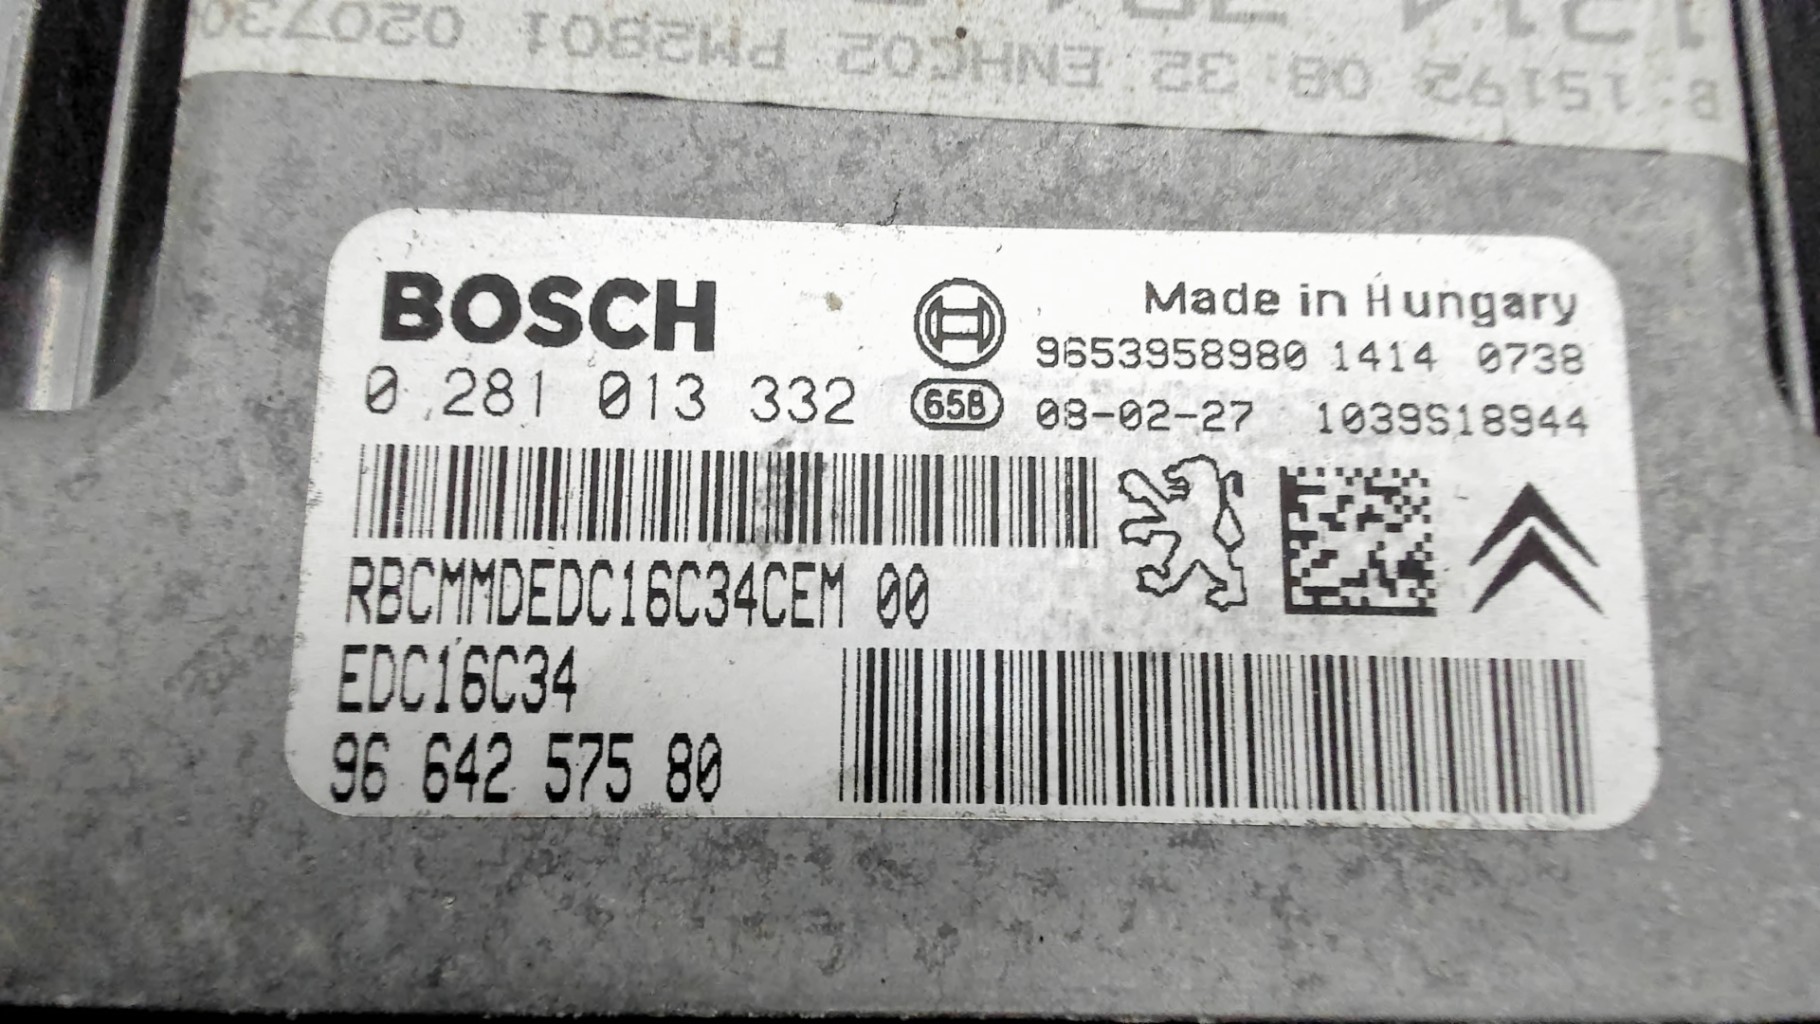 B: 15192 08:32 ENHC02 PM2801 020730
BOSCH
Made in Hungary
9653958980 1414 0738
0 281 013 332
658
08-02-27 1039S18944
RBCMMDEDC16C34CEM 00
EDC16C34
96 642 575 80